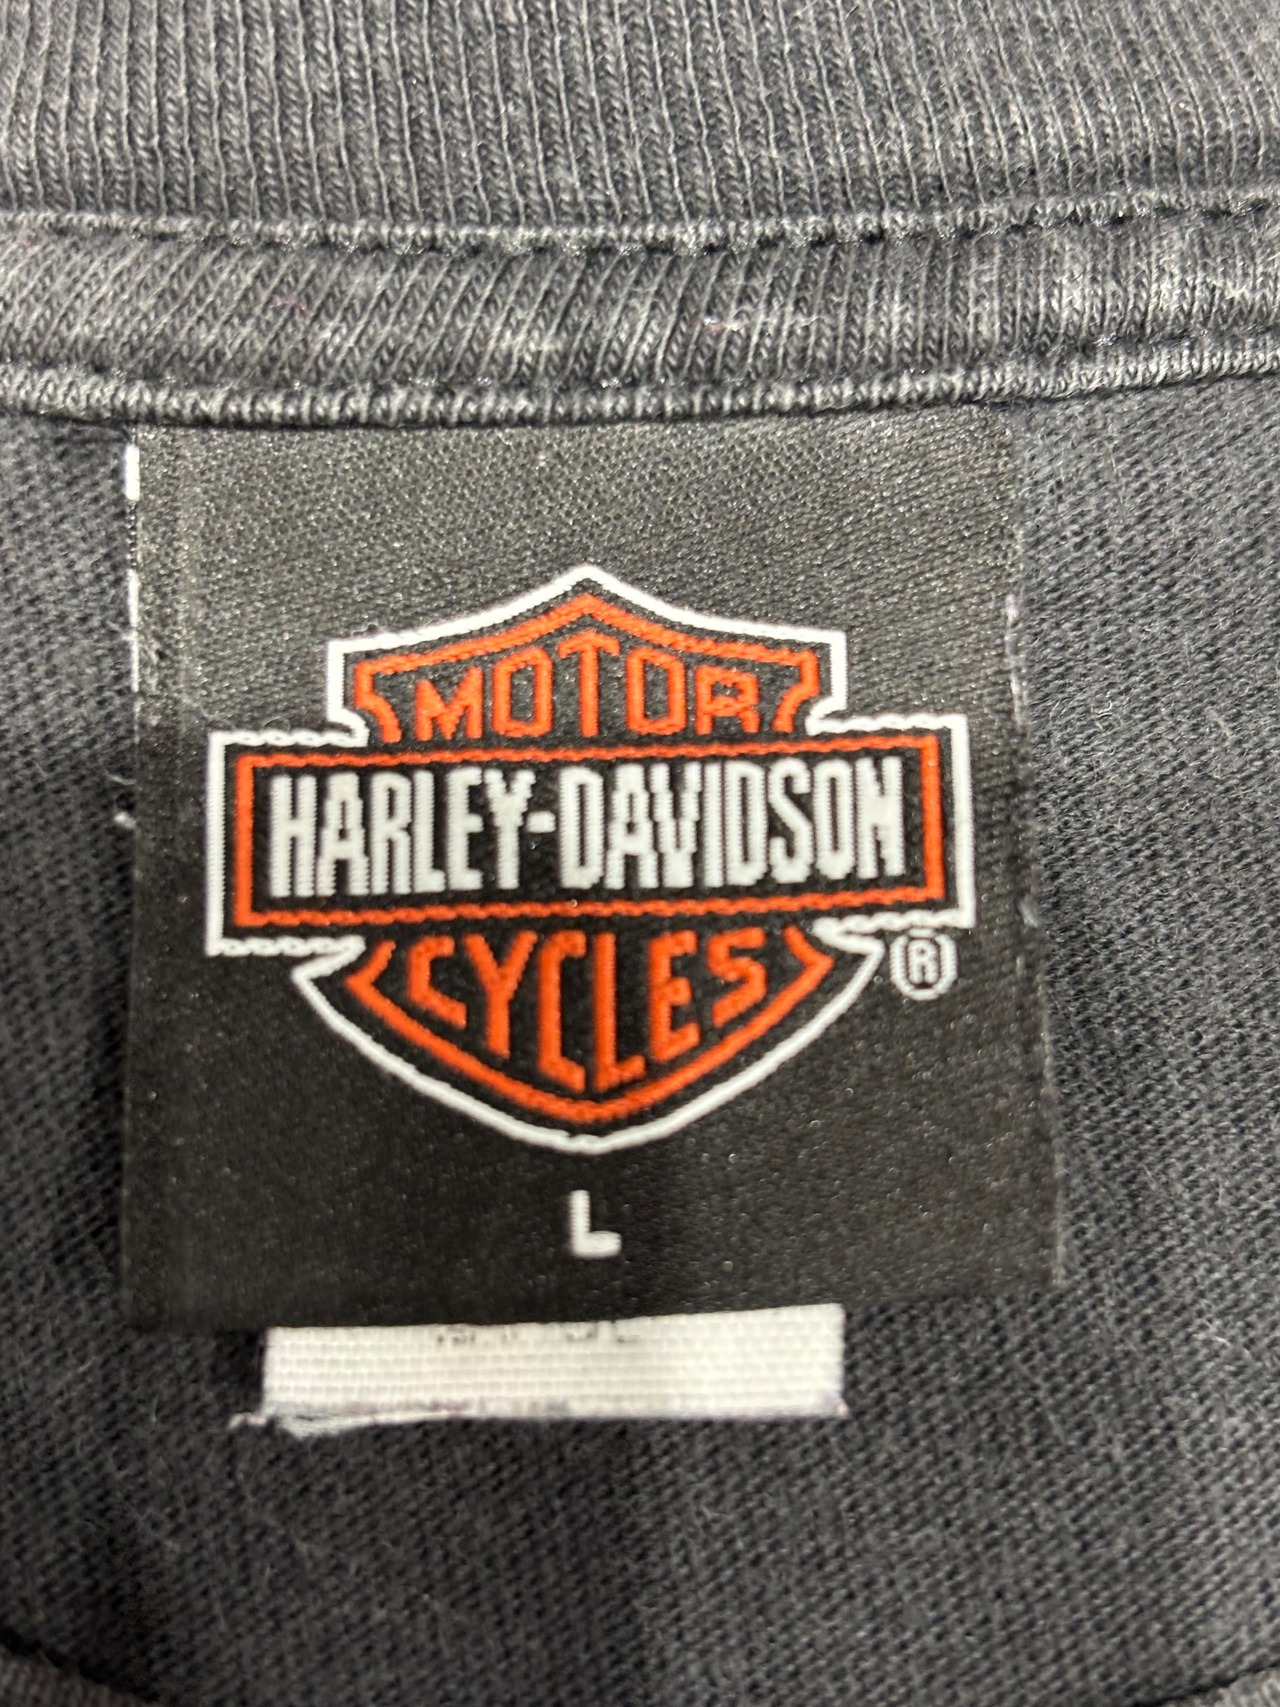 MOTOR
HARLEY-DAVIDSON
CYCLES
®
L